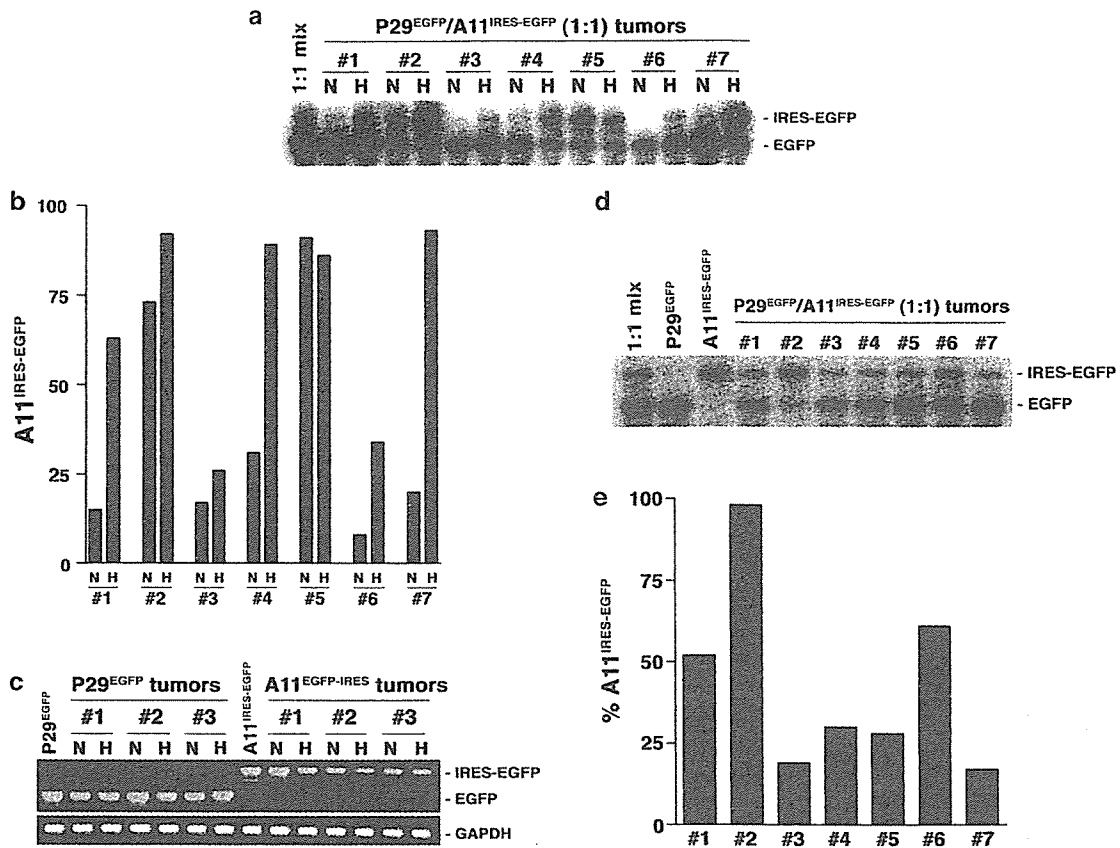 a
P29EGFP/A11IRES-EGFP (1:1) tumors
1:1 mix
#1 #2 #3 #4 #5 #6 #7
N H N H N H N H N H N H N H
- IRES-EGFP
- EGFP
b
A11IRES-EGFP
100
75
50
25
0
N H N H N H N H N H N H N H
#1 #2 #3 #4 #5 #6 #7
c
P29EGFP
P29EGFP tumors
#1 #2 #3
N H N H N H
A11IRES-EGFP
A11EGFP-IRES tumors
#1 #2 #3
N H N H N H
- IRES-EGFP
- EGFP
- GAPDH
d
1:1 mix
P29EGFP
A11IRES-EGFP
P29EGFP/A11IRES-EGFP (1:1) tumors
#1 #2 #3 #4 #5 #6 #7
- IRES-EGFP
- EGFP
e
% A11IRES-EGFP
100
75
50
25
0
#1 #2 #3 #4 #5 #6 #7